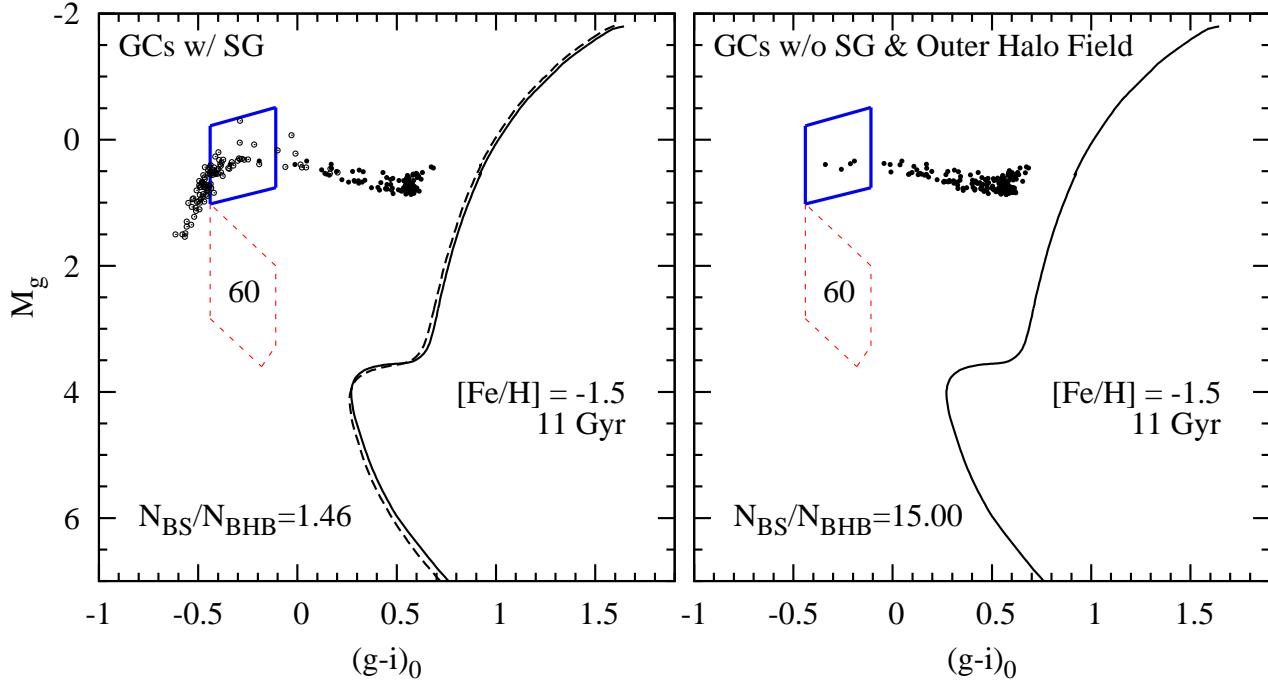 GCs w/ SG
GCs w/o SG & Outer Halo Field
-2
0
2
4
6
M_g
60
60
[Fe/H] = -1.5
11 Gyr
[Fe/H] = -1.5
11 Gyr
N_BS/N_BHB=1.46
N_BS/N_BHB=15.00
-1 -0.5 0 0.5 1 1.5
-1 -0.5 0 0.5 1 1.5
(g-i)_0
(g-i)_0